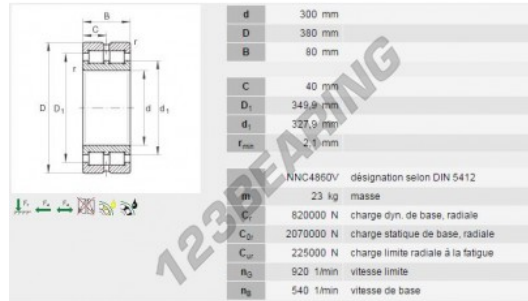 B
C
r
r
D
D1
d
d1
Fr
Fa
Fa
d 300 mm
D 380 mm
B 80 mm
C 40 mm
D1 349,9 mm
d1 327,9 mm
rmin 2,1 mm
NNC4860V désignation selon DIN 5412
m 23 kg masse
Cr 820000 N charge dyn. de base, radiale
C0r 2070000 N charge statique de base, radiale
Cur 225000 N charge limite radiale à la fatigue
nG 920 1/min vitesse limite
nB 540 1/min vitesse de base
123BEARING